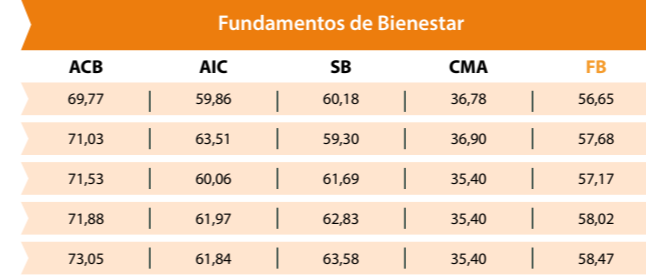 Fundamentos de Bienestar
ACB AIC SB CMA FB
69,77 | 59,86 | 60,18 | 36,78 | 56,65
71,03 | 63,51 | 59,30 | 36,90 | 57,68
71,53 | 60,06 | 61,69 | 35,40 | 57,17
71,88 | 61,97 | 62,83 | 35,40 | 58,02
73,05 | 61,84 | 63,58 | 35,40 | 58,47